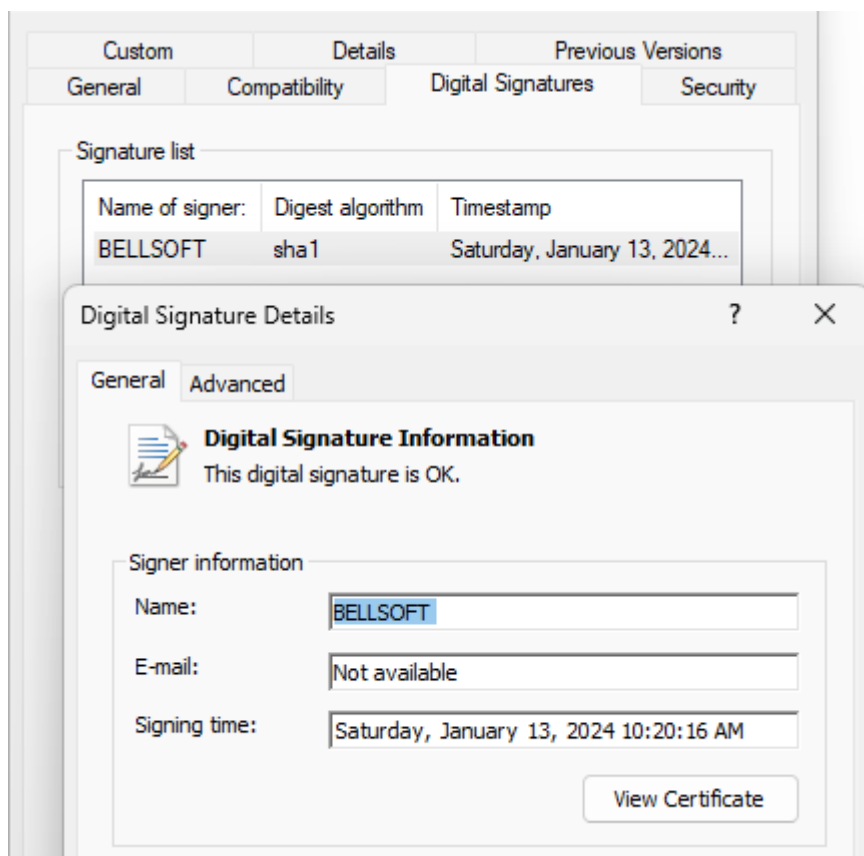 Custom Details Previous Versions
General Compatibility Digital Signatures Security
Signature list
Name of signer: Digest algorithm Timestamp
BELLSOFT sha1 Saturday, January 13, 2024...
Digital Signature Details ?
General Advanced
Digital Signature Information
This digital signature is OK.
Signer information
Name: BELLSOFT
E-mail: Not available
Signing time: Saturday, January 13, 2024 10:20:16 AM
View Certificate